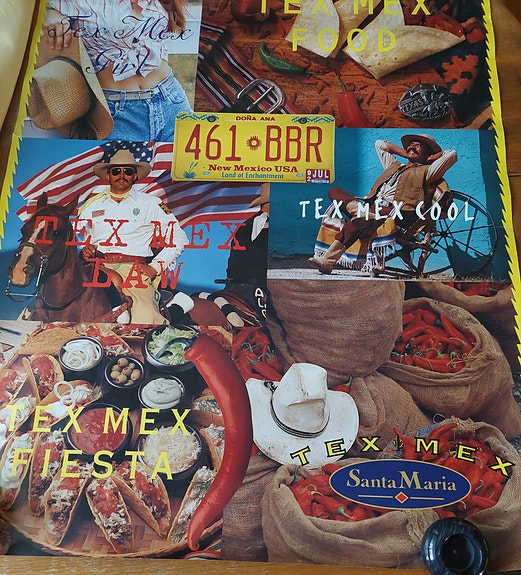 TEX MEX
FOOD
Tex Mex
Girl
DOÑA ANA
461 BBR
New Mexico USA
Land of Enchantment
JUL
TEX MEX COOL
TEX MEX
LAW
TEX MEX
FIESTA
TEX MEX
Santa Maria